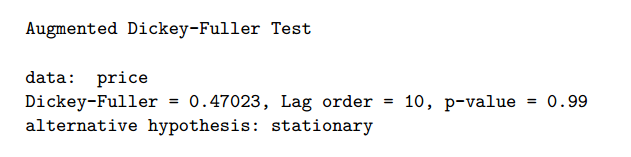 Augmented Dickey-Fuller Test
data: price
Dickey-Fuller = 0.47023, Lag order = 10, p-value = 0.99
alternative hypothesis: stationary